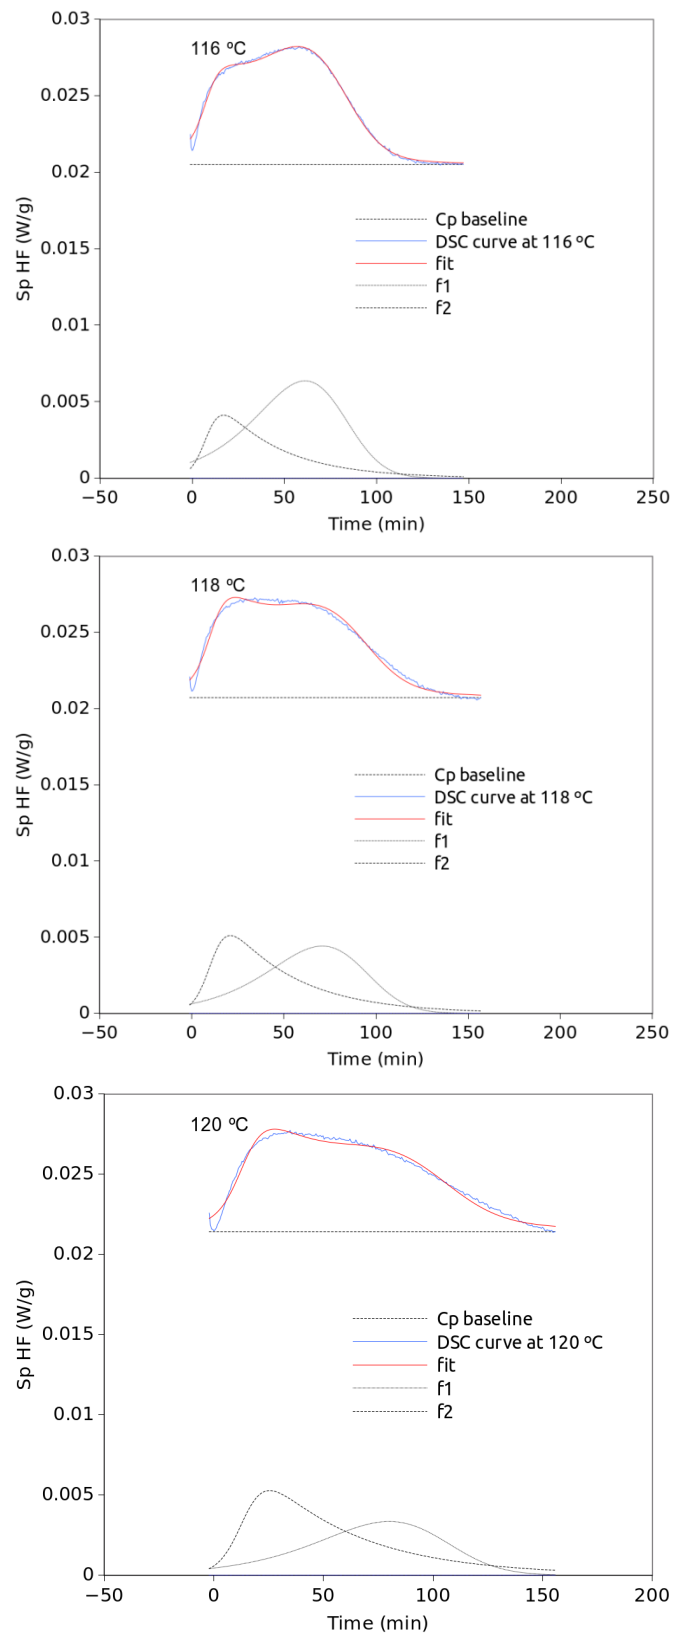 0.03
116 ºC
0.025
0.02
Sp HF (W/g)
Cp baseline
DSC curve at 116 ºC
fit
f1
f2
0.015
0.01
0.005
0
−50 0 50 100 150 200 250
Time (min)
0.03
118 ºC
0.025
0.02
Sp HF (W/g)
Cp baseline
DSC curve at 118 ºC
fit
f1
f2
0.015
0.01
0.005
0
−50 0 50 100 150 200 250
Time (min)
0.03
120 ºC
0.025
0.02
Sp HF (W/g)
Cp baseline
DSC curve at 120 ºC
fit
f1
f2
0.015
0.01
0.005
0
−50 0 50 100 150 200
Time (min)